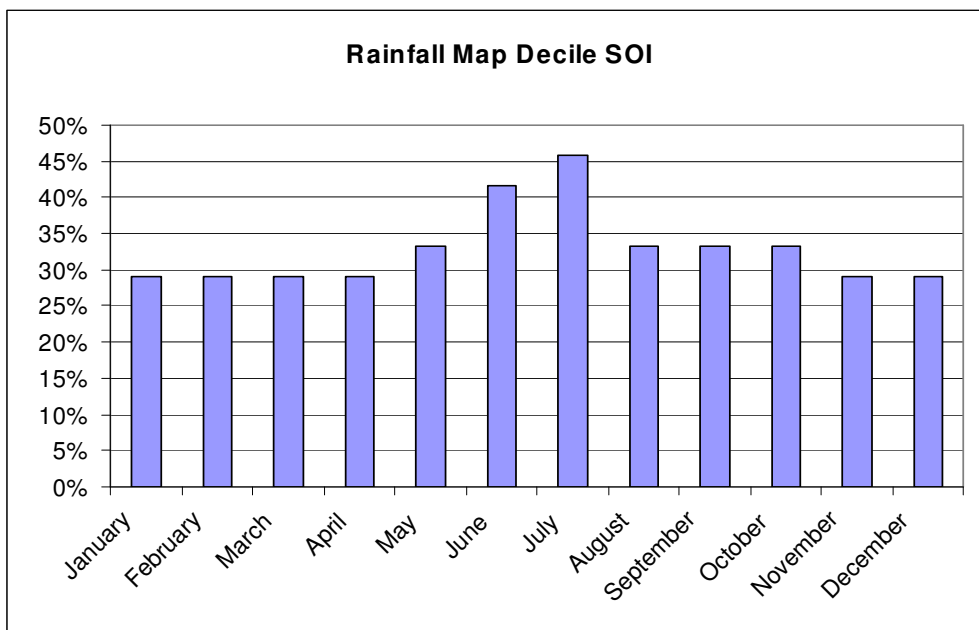 Rainfall Map Decile SOI
50%
45%
40%
35%
30%
25%
20%
15%
10%
5%
0%
January
February
March
April
May
June
July
August
September
October
November
December